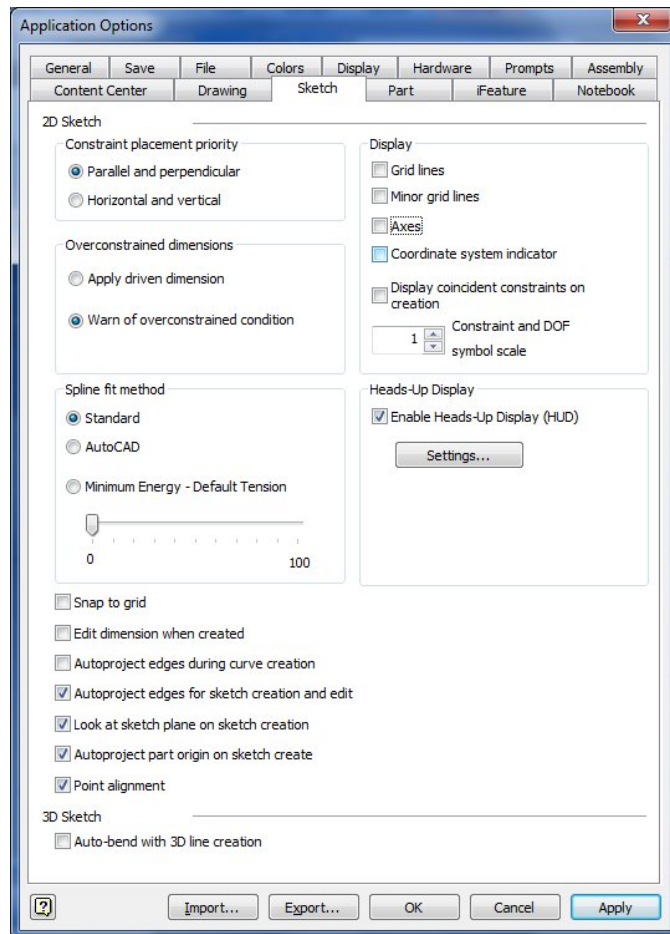 Application Options
General Save File Colors Display Hardware Prompts Assembly
Content Center Drawing Sketch Part iFeature Notebook
2D Sketch
Constraint placement priority
Parallel and perpendicular
Horizontal and vertical
Overconstrained dimensions
Apply driven dimension
Warn of overconstrained condition
Display
Grid lines
Minor grid lines
Axes
Coordinate system indicator
Display coincident constraints on
creation
1 Constraint and DOF
symbol scale
Spline fit method
Standard
AutoCAD
Minimum Energy - Default Tension
0 100
Heads-Up Display
Enable Heads-Up Display (HUD)
Settings...
Snap to grid
Edit dimension when created
Autoproject edges during curve creation
Autoproject edges for sketch creation and edit
Look at sketch plane on sketch creation
Autoproject part origin on sketch create
Point alignment
3D Sketch
Auto-bend with 3D line creation
? Import... Export... OK Cancel Apply